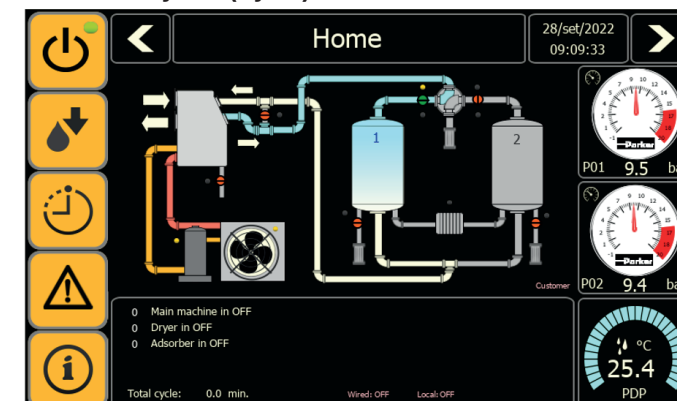 Home
28/set/2022
09:09:33
1
2
Parker
P01 9.5 ba
Parker
P02 9.4 ba
Customer
0 Main machine in OFF
0 Dryer in OFF
0 Adsorber in OFF
Total cycle: 0.0 min.
Wired: OFF
Local: OFF
°C
25.4
PDP